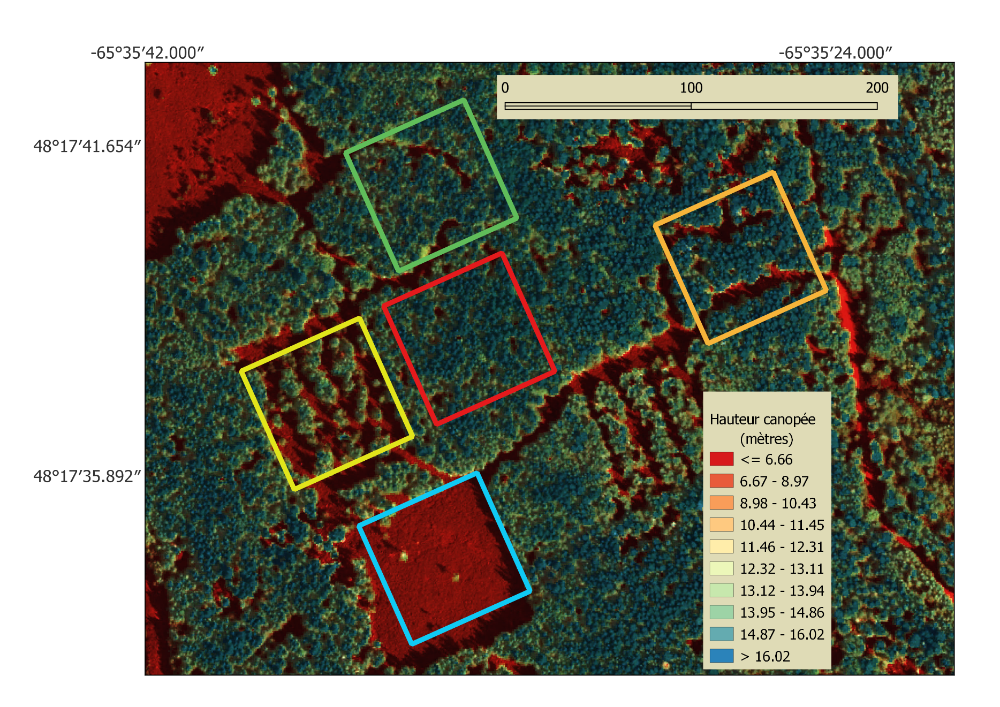 -65°35′42.000″
-65°35′24.000″
0 100 200
48°17′41.654″
48°17′35.892″
Hauteur canopée
(mètres)
<= 6.66
6.67 - 8.97
8.98 - 10.43
10.44 - 11.45
11.46 - 12.31
12.32 - 13.11
13.12 - 13.94
13.95 - 14.86
14.87 - 16.02
> 16.02